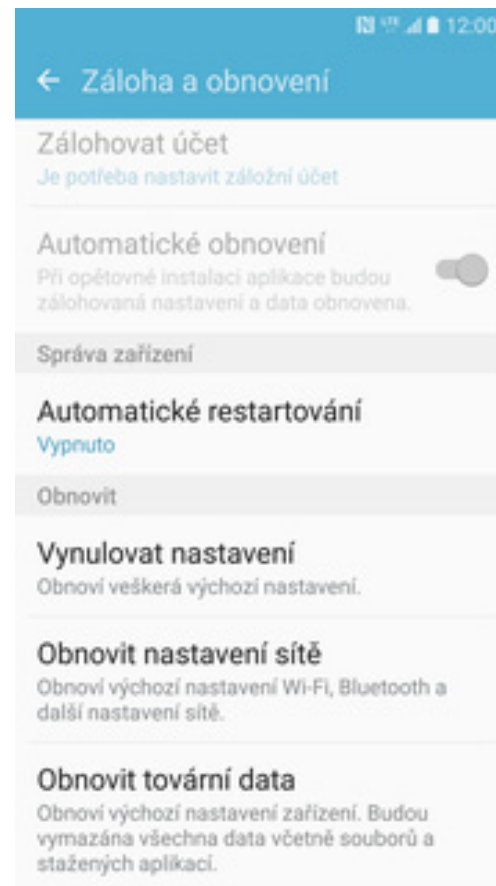 LTE 12:00
Záloha a obnovení
Zálohovat účet
Je potřeba nastavit záložní účet
Automatické obnovení
Při opětovné instalaci aplikace budou
zálohovaná nastavení a data obnovena.
Správa zařízení
Automatické restartování
Vypnuto
Obnovit
Vynulovat nastavení
Obnoví veškerá výchozí nastavení.
Obnovit nastavení sítě
Obnoví výchozí nastavení Wi-Fi, Bluetooth a
další nastavení sítě.
Obnovit tovární data
Obnoví výchozí nastavení zařízení. Budou
vymazána všechna data včetně souborů a
stažených aplikací.